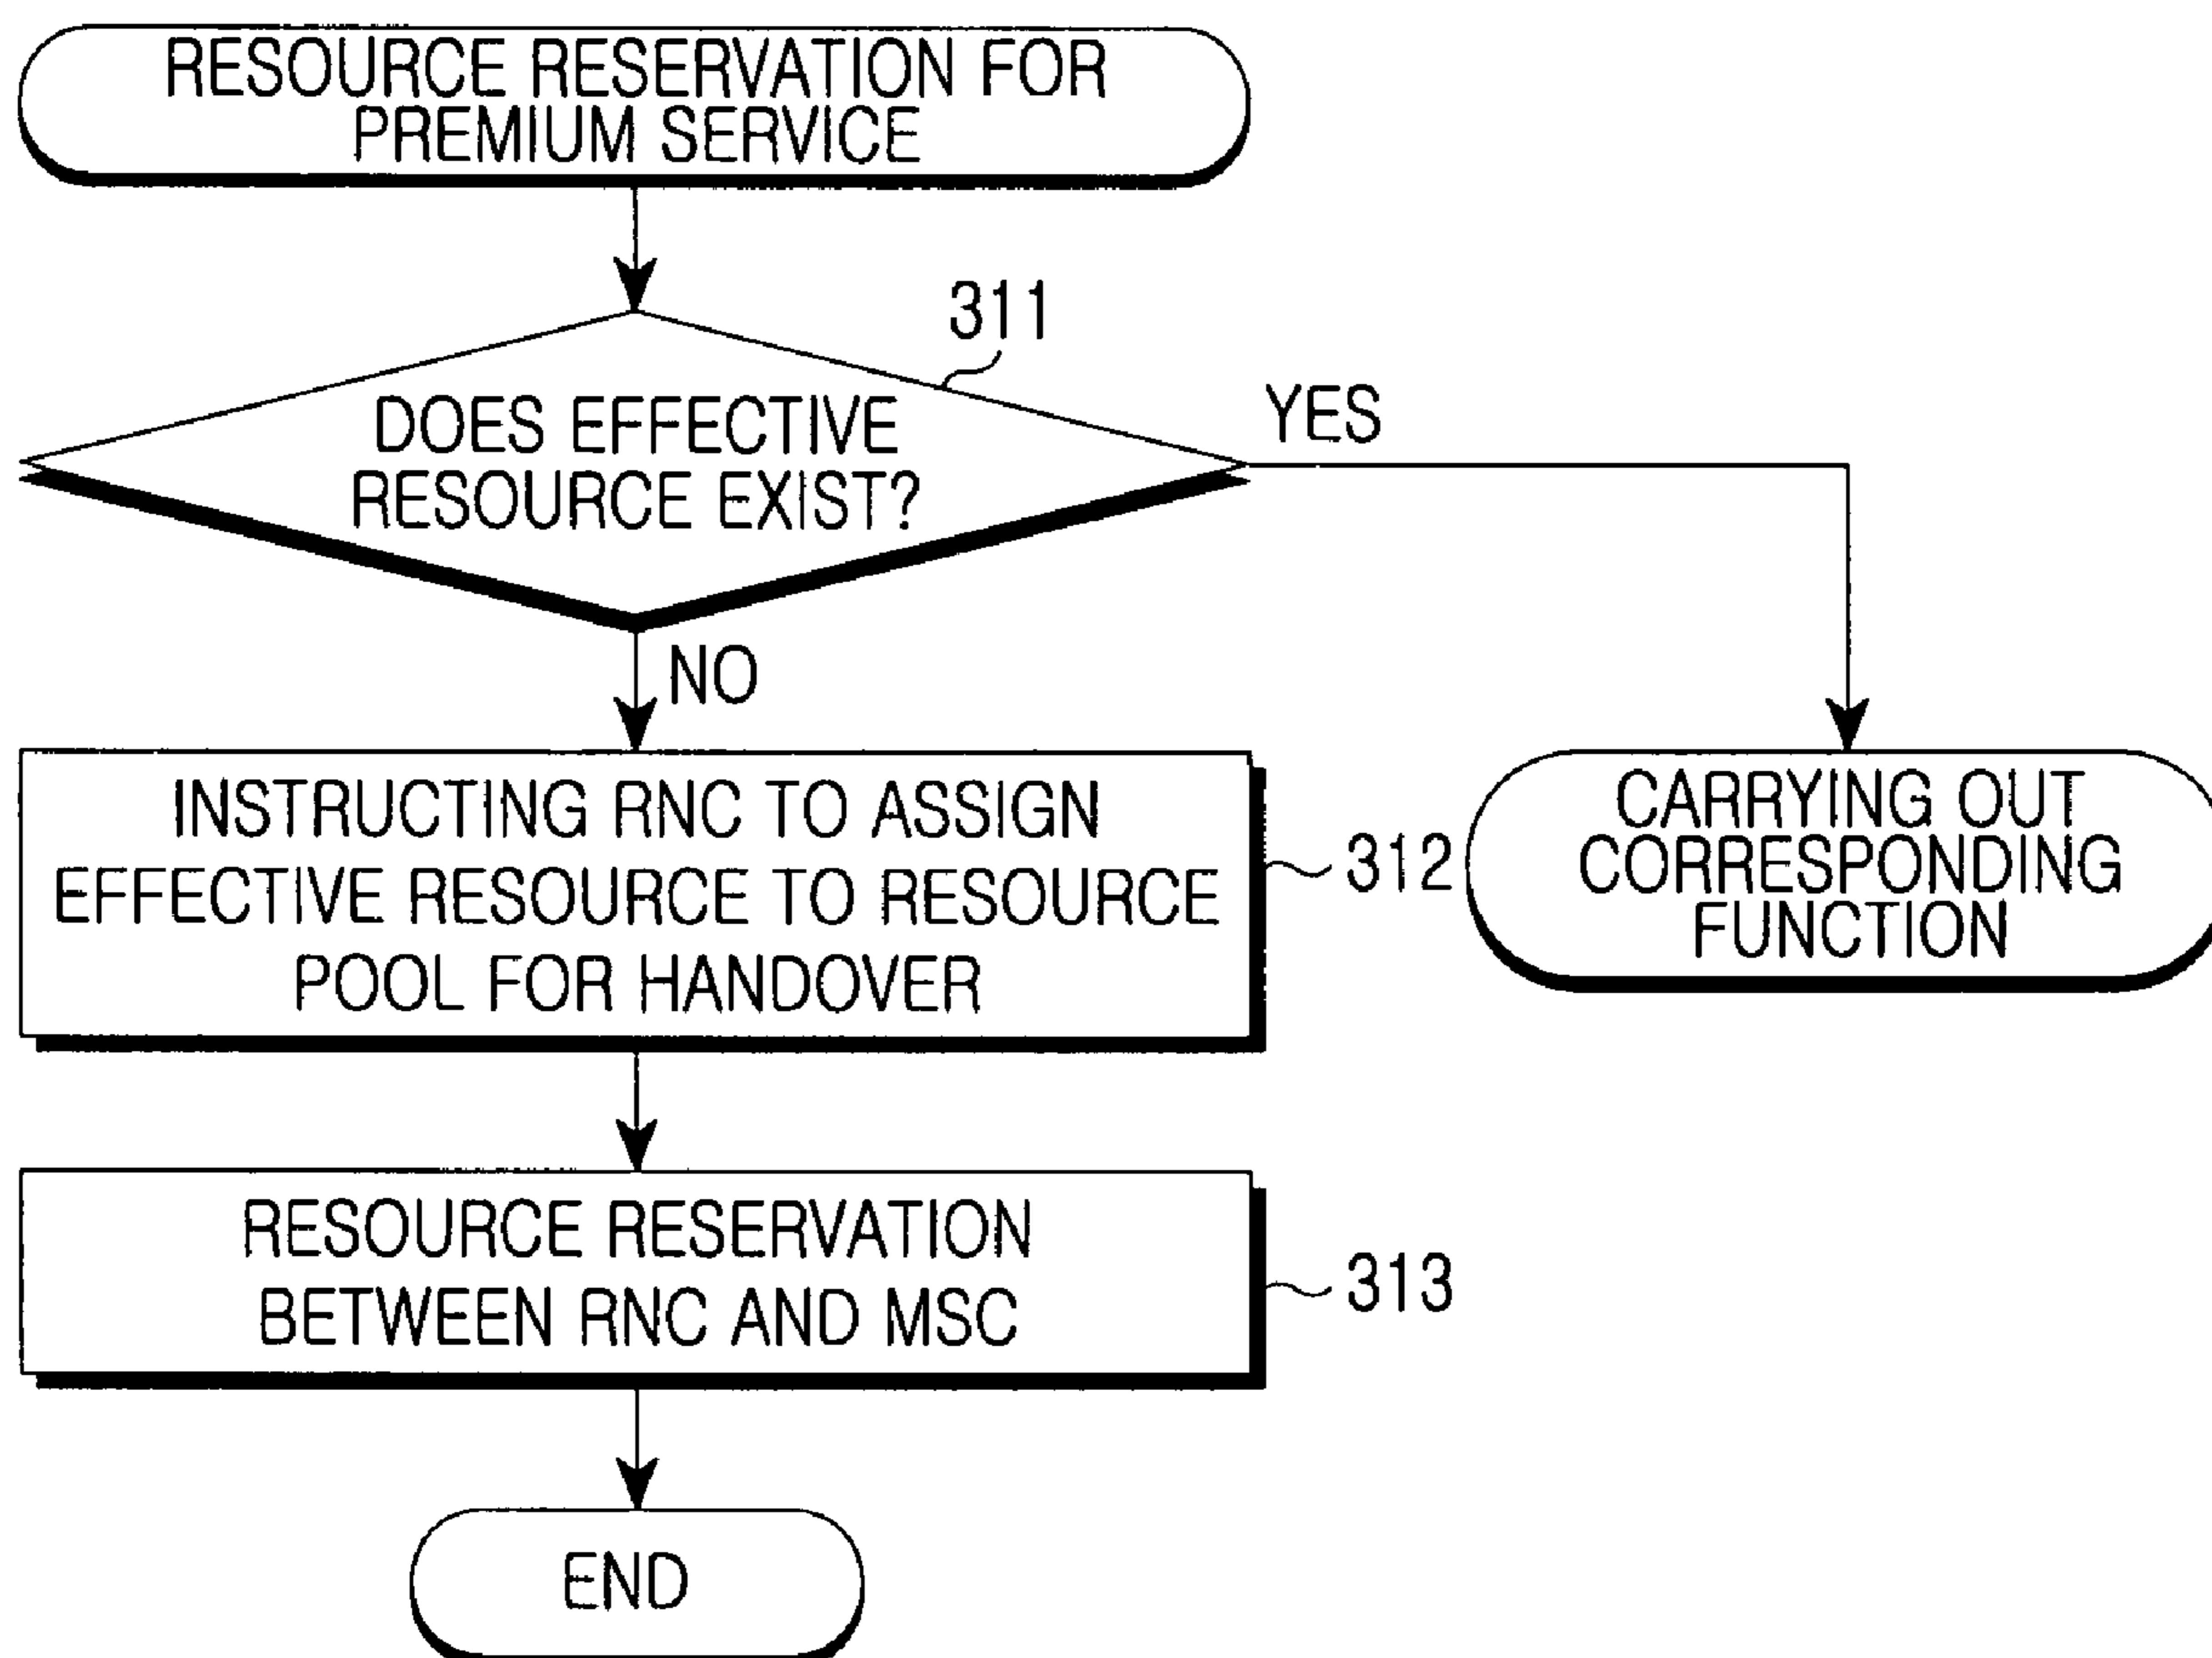 RESOURCE RESERVATION FOR
PREMIUM SERVICE
311
DOES EFFECTIVE
RESOURCE EXIST?
YES
NO
INSTRUCTING RNC TO ASSIGN
EFFECTIVE RESOURCE TO RESOURCE
POOL FOR HANDOVER
312
CARRYING OUT
CORRESPONDING
FUNCTION
RESOURCE RESERVATION
BETWEEN RNC AND MSC
313
END